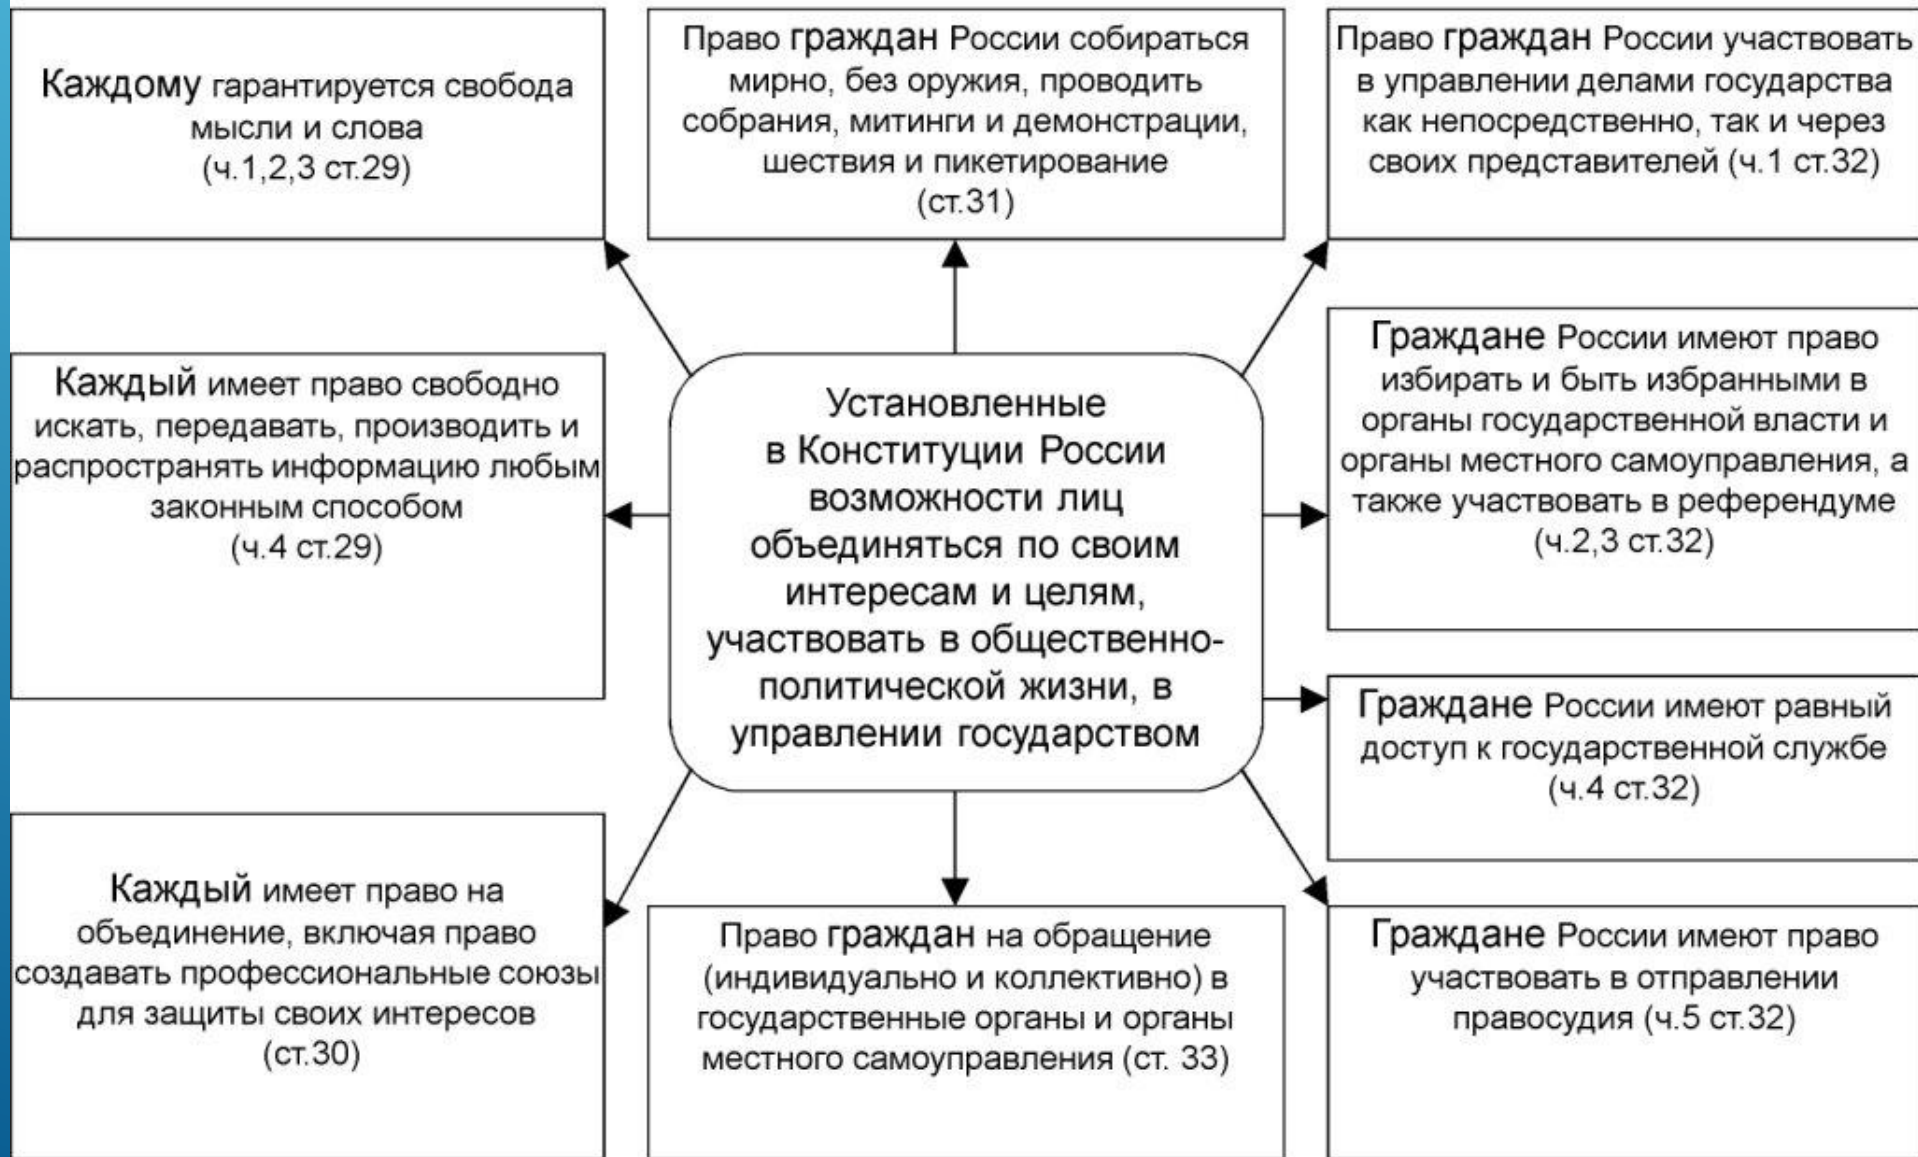 Каждому гарантируется свобода
мысли и слова
(ч.1,2,3 ст.29)
Право граждан России собираться
мирно, без оружия, проводить
собрания, митинги и демонстрации,
шествия и пикетирование
(ст.31)
Право граждан России участвовать
в управлении делами государства
как непосредственно, так и через
своих представителей (ч.1 ст.32)
Каждый имеет право свободно
искать, передавать, производить и
распространять информацию любым
законным способом
(ч.4 ст.29)
Установленные
в Конституции России
возможности лиц
объединяться по своим
интересам и целям,
участвовать в общественно-
политической жизни, в
управлении государством
Граждане России имеют право
избирать и быть избранными в
органы государственной власти и
органы местного самоуправления, а
также участвовать в референдуме
(ч.2,3 ст.32)
Граждане России имеют равный
доступ к государственной службе
(ч.4 ст.32)
Каждый имеет право на
объединение, включая право
создавать профессиональные союзы
для защиты своих интересов
(ст.30)
Право граждан на обращение
(индивидуально и коллективно) в
государственные органы и органы
местного самоуправления (ст. 33)
Граждане России имеют право
участвовать в отправлении
правосудия (ч.5 ст.32)